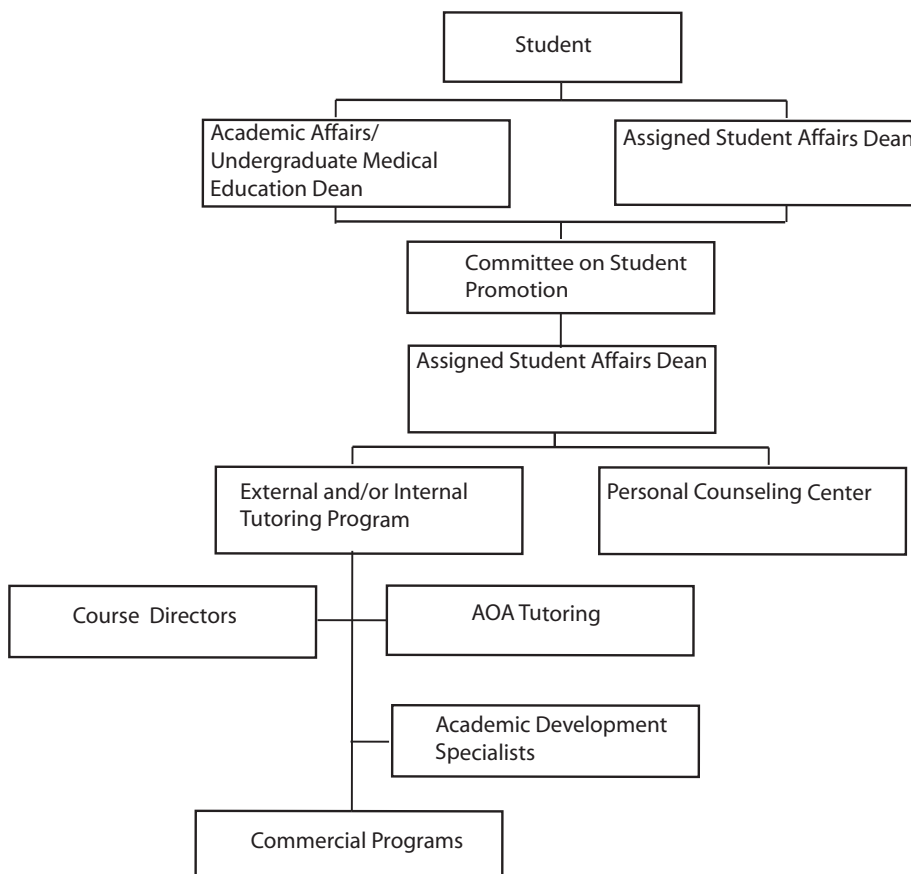 Student
Academic Affairs/
Undergraduate Medical
Education Dean
Assigned Student Affairs Dean
Committee on Student
Promotion
Assigned Student Affairs Dean
External and/or Internal
Tutoring Program
Personal Counseling Center
Course Directors
AOA Tutoring
Academic Development
Specialists
Commercial Programs